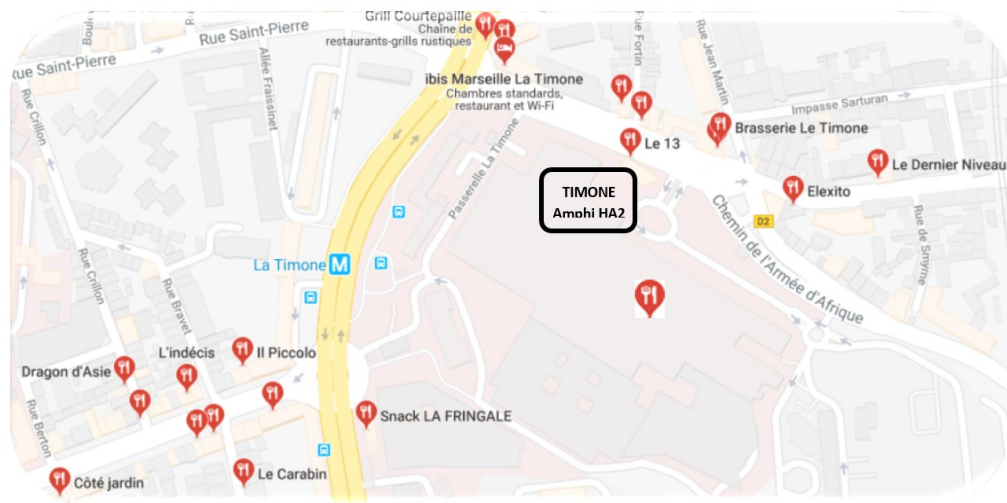 Grill Courtepaille
Chaîne de
restaurants-grills rustiques
Rue Saint-Pierre
Rue Saint-Pierre
Allée Fraissinet
Rue Crillon
ibis Marseille La Timone
Chambres standards,
restaurant et Wi-Fi
Rue Fortin
Rue Jean Martin
Impasse Sarturan
Brasserie Le Timone
Le 13
Le Dernier Niveau
Elexito
Passerelle La Timone
TIMONE
Amphi HA2
D2
Chemin de l'Armée d'Afrique
Rue de Smyrne
La Timone M
Rue Crillon
Rue Bravet
L'indécis
Il Piccolo
Dragon d'Asie
Rue Berton
Snack LA FRINGALE
Le Carabin
Côté jardin